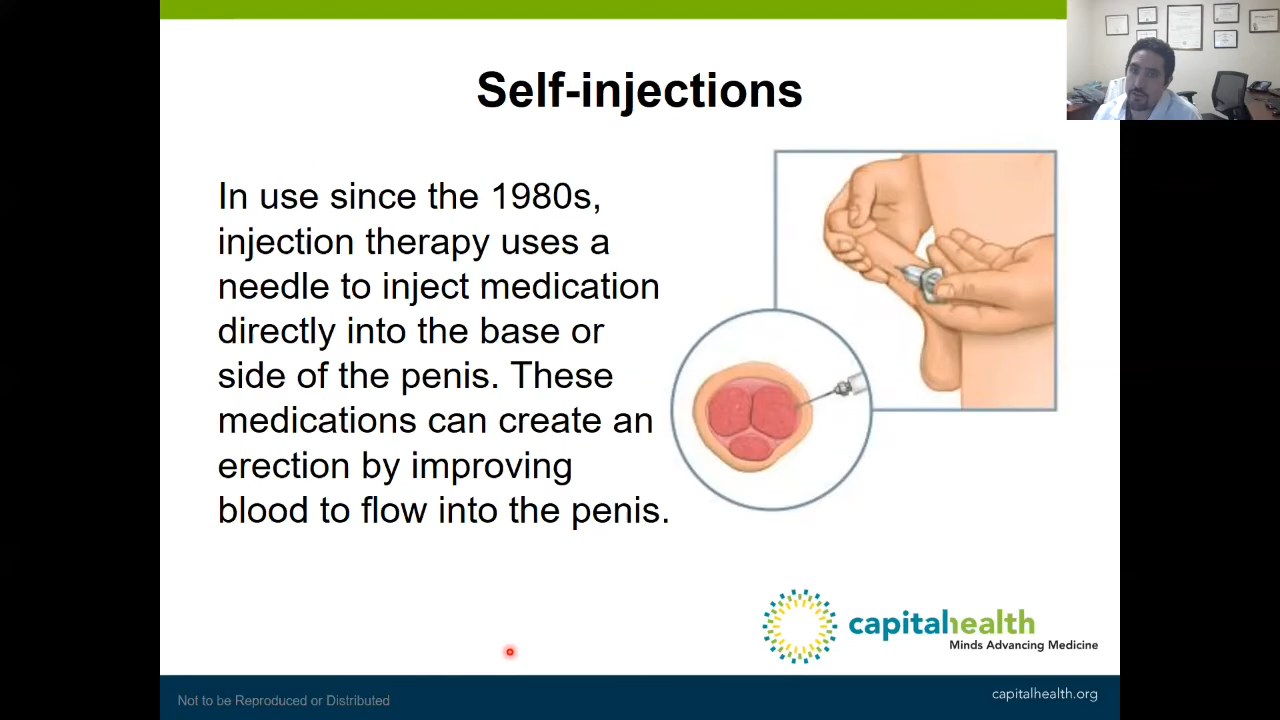 Self-injections
In use since the 1980s,
injection therapy uses a
needle to inject medication
directly into the base or
side of the penis. These
medications can create an
erection by improving
blood to flow into the penis.
capitalhealth
Minds Advancing Medicine
Not to be Reproduced or Distributed
capitalhealth.org